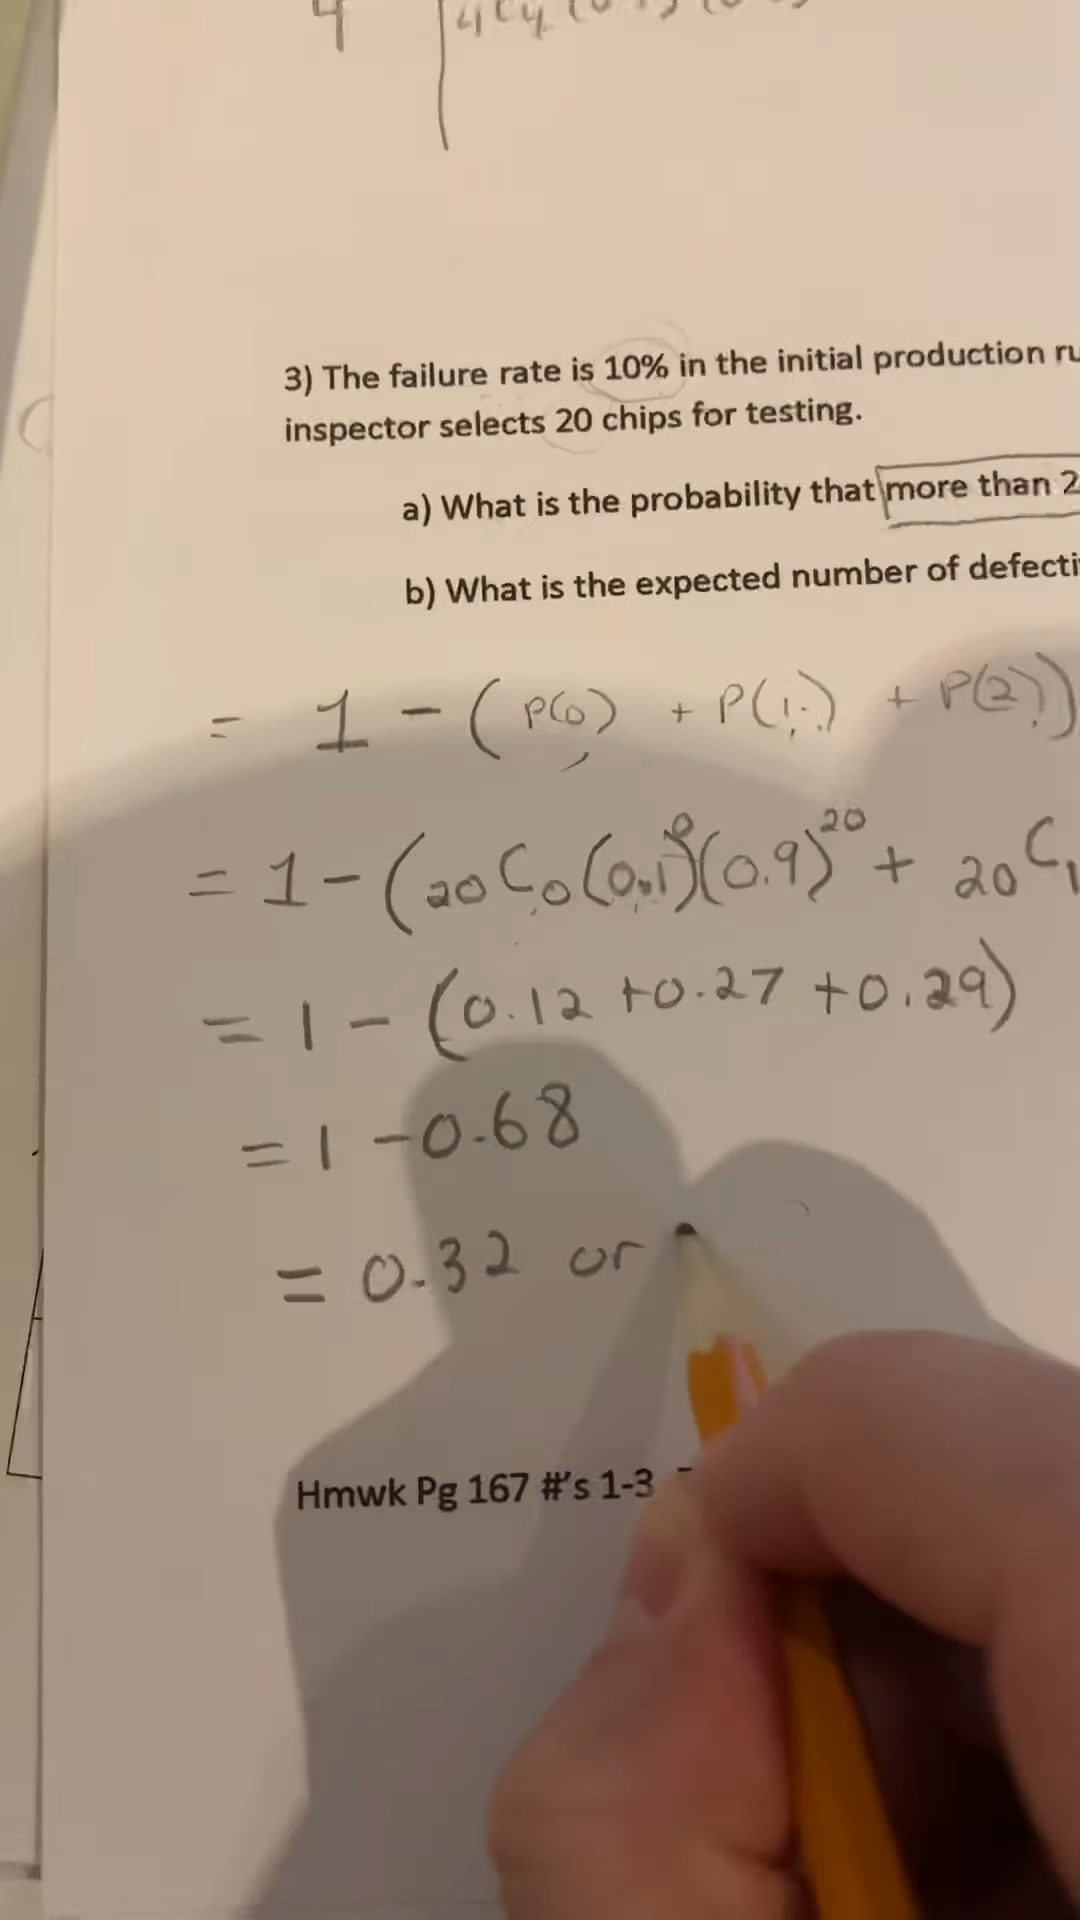 4 4C4
3) The failure rate is 10% in the initial production ru
inspector selects 20 chips for testing.
a) What is the probability that more than 2
b) What is the expected number of defecti
= 1 - ( P(0) + P(1) + P(2))
= 1 - (20C0(0.1)^0(0.9)^20 + 20C1
= 1 - (0.12 +0.27 +0.29)
= 1 - 0.68
= 0.32 or
Hmwk Pg 167 #'s 1-3 -